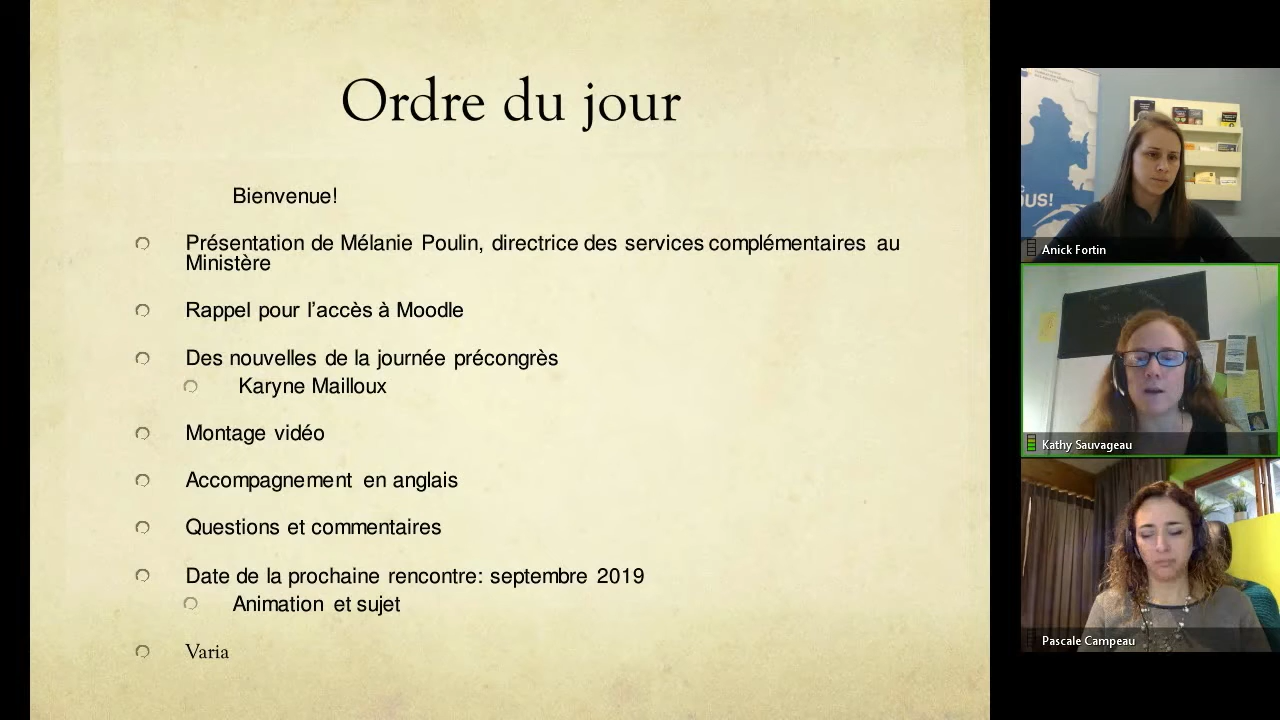 Ordre du jour
Bienvenue!
Présentation de Mélanie Poulin, directrice des services complémentaires au
Ministère
Rappel pour l'accès à Moodle
Des nouvelles de la journée précongrès
Karyne Mailloux
Montage vidéo
Accompagnement en anglais
Questions et commentaires
Date de la prochaine rencontre: septembre 2019
Animation et sujet
Varia
OUS!
Anick Fortin
Kathy Sauvageau
Pascale Campeau